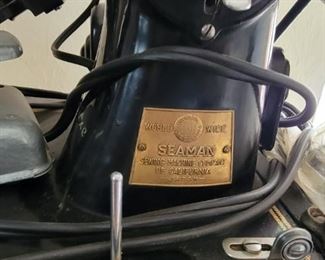 WORLD WIDE
SEAMAN
SEWING MACHINE COMPANY
OF CALIFORNIA